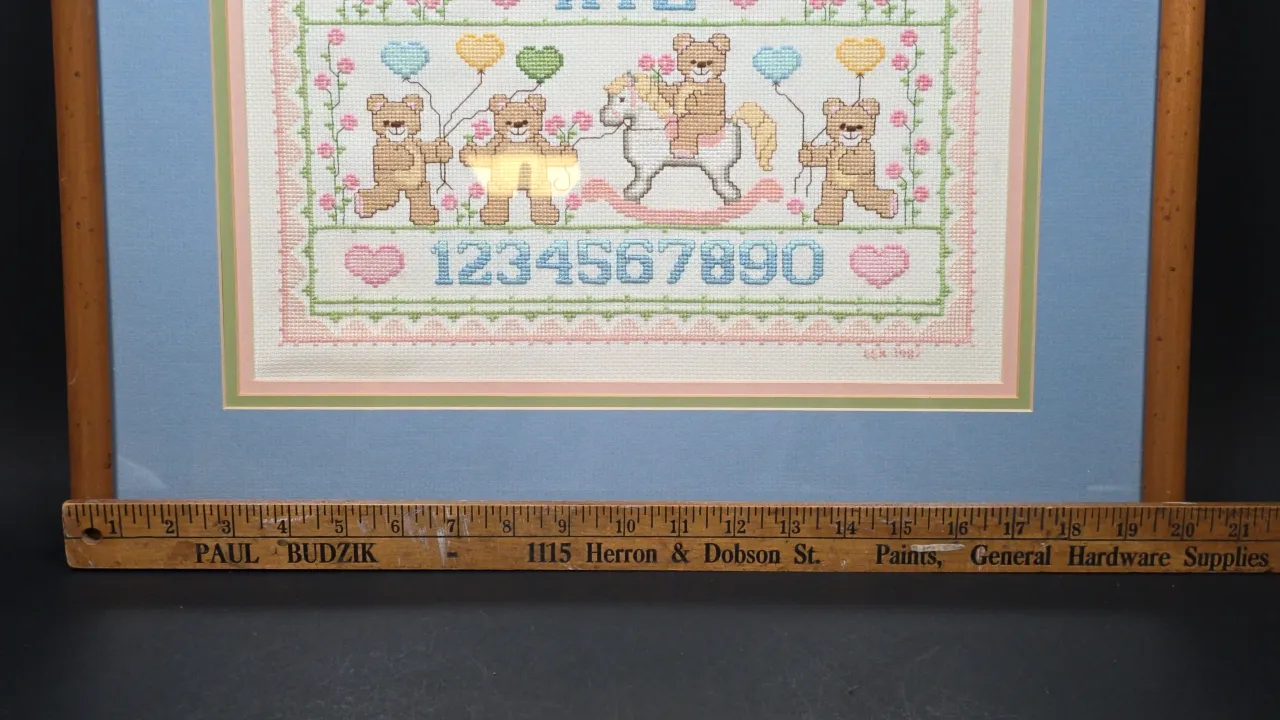 1234567890
1 2 3 4 5 6 7 8 9 10 11 12 13 14 15 16 17 18 19 20 21
PAUL BUDZIK - 1115 Herron & Dobson St. Paints, General Hardware Supplies